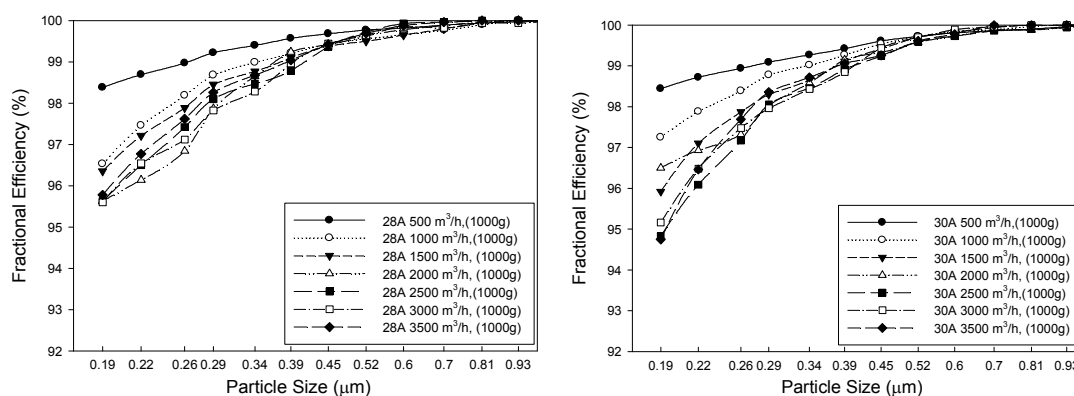 100
99
98
97
96
95
94
93
92
Fractional Efficiency (%)
28A 500 m³/h,(1000g)
28A 1000 m³/h,(1000g)
28A 1500 m³/h, (1000g)
28A 2000 m³/h, (1000g)
28A 2500 m³/h, (1000g)
28A 3000 m³/h, (1000g)
28A 3500 m³/h, (1000g)
0.19 0.22 0.26 0.29 0.34 0.39 0.45 0.52 0.6 0.7 0.81 0.93
Particle Size (μm)
100
99
98
97
96
95
94
93
92
Fractional Efficiency (%)
30A 500 m³/h,(1000g)
30A 1000 m³/h,(1000g)
30A 1500 m³/h, (1000g)
30A 2000 m³/h, (1000g)
30A 2500 m³/h,(1000g)
30A 3000 m³/h, (1000g)
30A 3500 m³/h, (1000g)
0.19 0.22 0.26 0.29 0.34 0.39 0.45 0.52 0.6 0.7 0.81 0.93
Particle Size (μm)